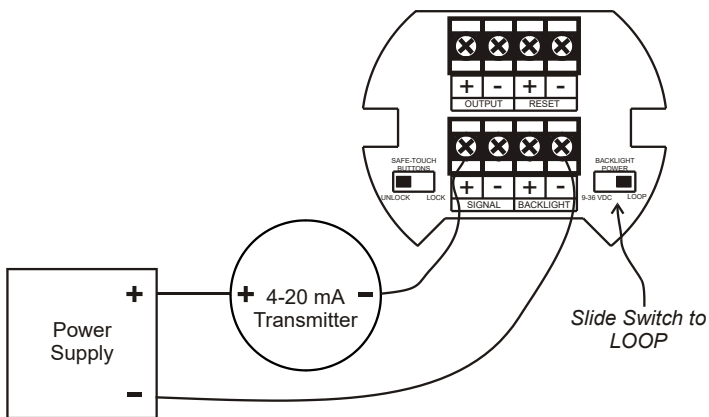 + - + -
OUTPUT RESET
SAFE-TOUCH
BUTTONS
UNLOCK LOCK
+ - + -
SIGNAL BACKLIGHT
BACKLIGHT
POWER
9-36 VDC LOOP
+
Power
Supply
-
+ 4-20 mA -
Transmitter
Slide Switch to
LOOP